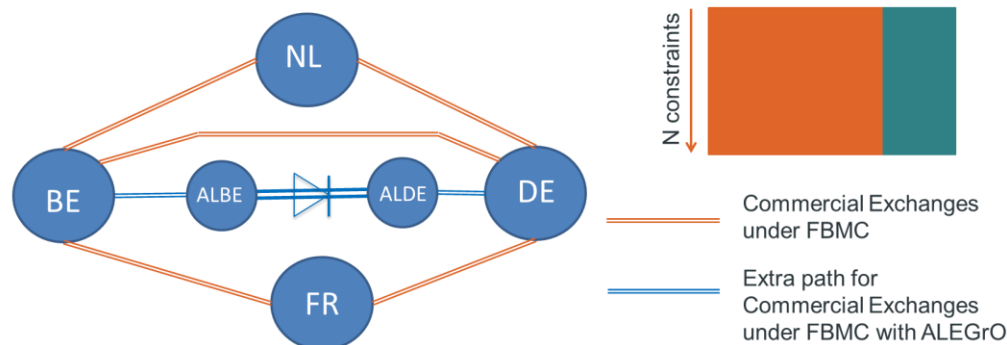 NL
BE
ALBE
ALDE
DE
FR
N constraints
Commercial Exchanges
under FBMC
Extra path for
Commercial Exchanges
under FBMC with ALEGrO